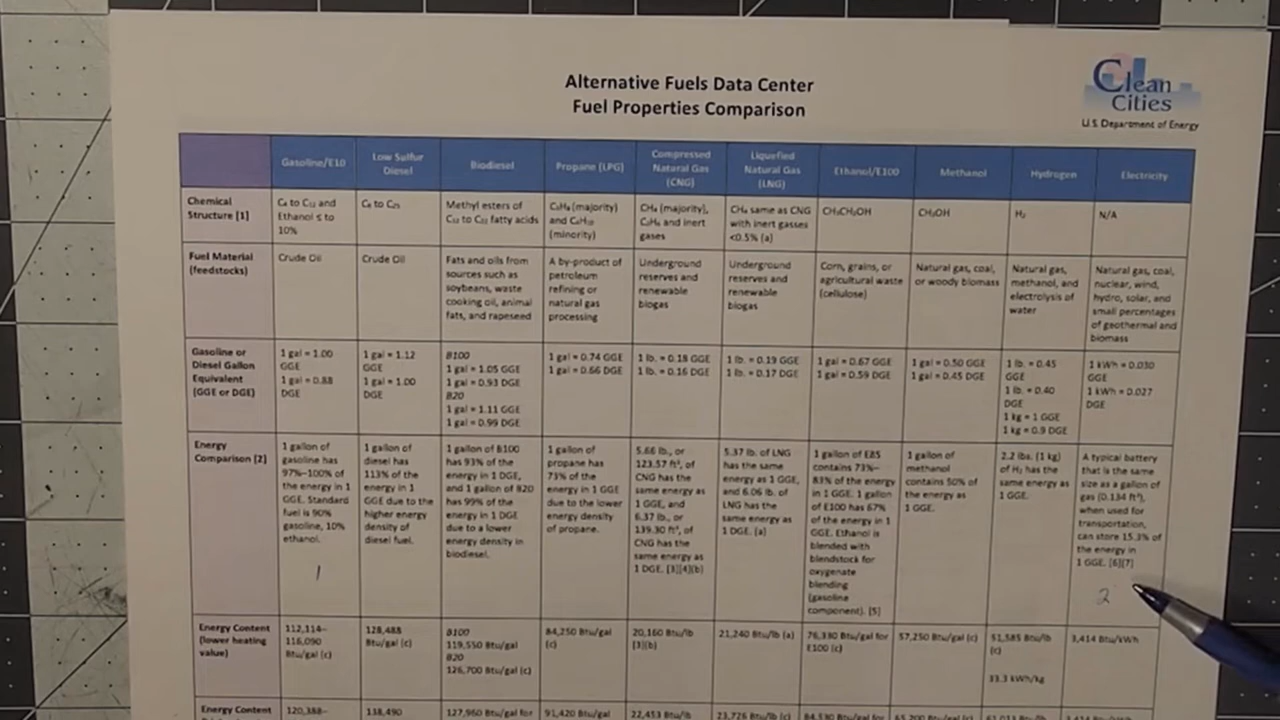 Alternative Fuels Data Center
Fuel Properties Comparison
Clean
Cities
U.S. Department of Energy
Gasoline/E10
Low Sulfur
Diesel
Biodiesel
Propane (LPG)
Compressed
Natural Gas
(CNG)
Liquefied
Natural Gas
(LNG)
Ethanol/E100
Methanol
Hydrogen
Electricity
Chemical
Structure [1]
C₄ to C₁₂ and
Ethanol ≤ to
10%
C₈ to C₂₅
Methyl esters of
C₁₂ to C₂₂ fatty acids
C₃H₈ (majority)
and C₄H₁₀
(minority)
CH₄ (majority),
C₂H₆ and inert
gases
CH₄ same as CNG
with inert gasses
<0.5% (a)
CH₃CH₂OH
CH₃OH
H₂
N/A
Fuel Material
(feedstocks)
Crude Oil
Crude Oil
Fats and oils from
sources such as
soybeans, waste
cooking oil, animal
fats, and rapeseed
A by-product of
petroleum
refining or
natural gas
processing
Underground
reserves and
renewable
biogas
Underground
reserves and
renewable
biogas
Corn, grains, or
agricultural waste
(cellulose)
Natural gas, coal,
or woody biomass
Natural gas,
methanol, and
electrolysis of
water
Natural gas, coal,
nuclear, wind,
hydro, solar, and
small percentages
of geothermal and
biomass
Gasoline or
Diesel Gallon
Equivalent
(GGE or DGE)
1 gal = 1.00
GGE
1 gal = 0.88
DGE
1 gal = 1.12
GGE
1 gal = 1.00
DGE
B100
1 gal = 1.05 GGE
1 gal = 0.93 DGE
B20
1 gal = 1.11 GGE
1 gal = 0.99 DGE
1 gal = 0.74 GGE
1 gal = 0.66 DGE
1 lb. = 0.18 GGE
1 lb. = 0.16 DGE
1 lb. = 0.19 GGE
1 lb. = 0.17 DGE
1 gal = 0.67 GGE
1 gal = 0.59 DGE
1 gal = 0.50 GGE
1 gal = 0.45 DGE
1 lb. = 0.45
GGE
1 lb. = 0.40
DGE
1 kg = 1 GGE
1 kg = 0.9 DGE
1 kWh = 0.030
GGE
1 kWh = 0.027
DGE
Energy
Comparison [2]
1 gallon of
gasoline has
97%–100% of
the energy in 1
GGE. Standard
fuel is 90%
gasoline, 10%
ethanol.
1
1 gallon of
diesel has
113% of the
energy in 1
GGE due to the
higher energy
density of
diesel fuel.
1 gallon of B100
has 93% of the
energy in 1 DGE,
and 1 gallon of B20
has 99% of the
energy in 1 DGE
due to a lower
energy density in
biodiesel.
1 gallon of
propane has
73% of the
energy in 1 GGE
due to the lower
energy density
of propane.
5.66 lb., or
123.57 ft³, of
CNG has the
same energy as
1 GGE, and
6.37 lb., or
139.30 ft³, of
CNG has the
same energy as
1 DGE. [3][4](b)
5.37 lb. of LNG
has the same
energy as 1 GGE,
and 6.06 lb. of
LNG has the
same energy as
1 DGE. (a)
1 gallon of E85
contains 73%–
83% of the energy
in 1 GGE. 1 gallon
of E100 has 67%
of the energy in 1
GGE. Ethanol is
blended with
blendstock for
oxygenate
blending
(gasoline
component). [5]
1 gallon of
methanol
contains 50% of
the energy as
1 GGE.
2.2 lbs. (1 kg)
of H₂ has the
same energy as
1 GGE.
A typical battery
that is the same
size as a gallon of
gas (0.134 ft³),
when used for
transportation,
can store 15.3% of
the energy in
1 GGE. [6][7]
2
Energy Content
(lower heating
value)
112,114–
116,090
Btu/gal (c)
128,488
Btu/gal (c)
B100
119,550 Btu/gal
B20
126,700 Btu/gal (c)
84,250 Btu/gal
(c)
20,160 Btu/lb
[3](b)
21,240 Btu/lb (a)
76,330 Btu/gal for
E100 (c)
57,250 Btu/gal (c)
51,585 Btu/lb
(c)
33.3 kWh/kg
3,414 Btu/kWh
Energy Content
120,388–
138,490
127,960 Btu/gal for
91,420 Btu/gal
22,453 Btu/lb
23,726 Btu/lb (c)